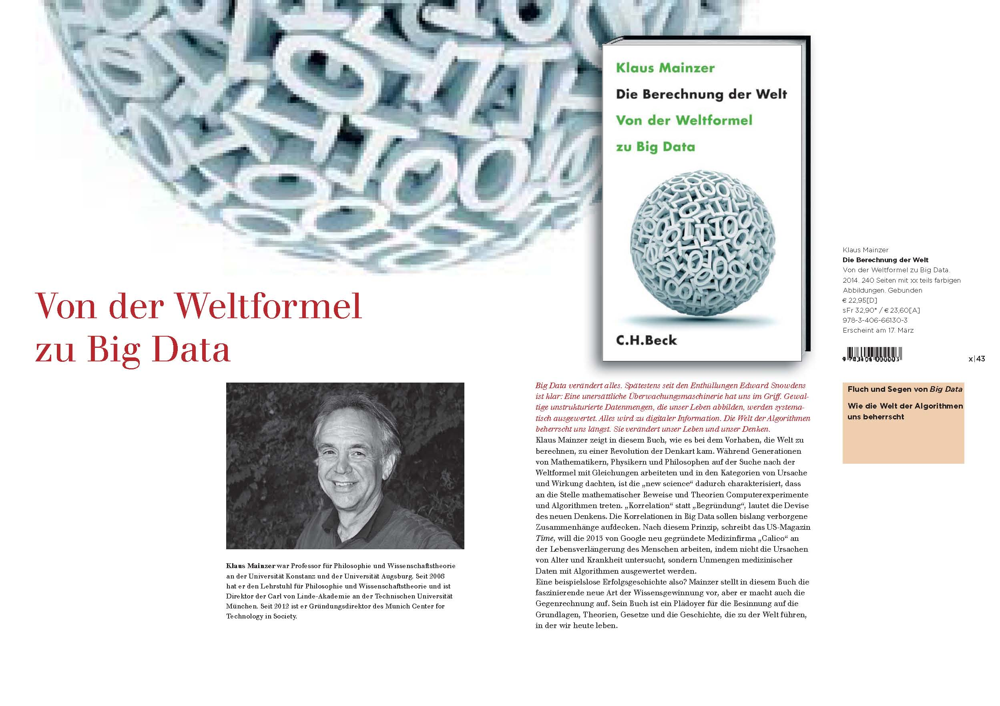 Klaus Mainzer
Die Berechnung der Welt
Von der Weltformel
zu Big Data
C.H.Beck
Von der Weltformel
zu Big Data
Klaus Mainzer
Die Berechnung der Welt
Von der Weltformel zu Big Data.
2014. 240 Seiten mit xx teils farbigen
Abbildungen. Gebunden
€ 22,95[D]
sFr 32,90* / € 23,60[A]
978-3-406-66130-3
Erscheint am 17. März
x|43
Fluch und Segen von Big Data
Wie die Welt der Algorithmen
uns beherrscht
Klaus Mainzer war Professor für Philosophie und Wissenschaftstheorie
an der Universität Konstanz und der Universität Augsburg. Seit 2008
hat er den Lehrstuhl für Philosophie und Wissenschaftstheorie und ist
Direktor der Carl von Linde-Akademie an der Technischen Universität
München. Seit 2012 ist er Gründungsdirektor des Munich Center for
Technology in Society.
Big Data verändert alles. Spätestens seit den Enthüllungen Edward Snowdens
ist klar: Eine unersättliche Überwachungsmaschinerie hat uns im Griff. Gewal-
tige unstrukturierte Datenmengen, die unser Leben abbilden, werden systema-
tisch ausgewertet. Alles wird zu digitaler Information. Die Welt der Algorithmen
beherrscht uns längst. Sie verändert unser Leben und unser Denken.
Klaus Mainzer zeigt in diesem Buch, wie es bei dem Vorhaben, die Welt zu
berechnen, zu einer Revolution der Denkart kam. Während Generationen
von Mathematikern, Physikern und Philosophen auf der Suche nach der
Weltformel mit Gleichungen arbeiteten und in den Kategorien von Ursache
und Wirkung dachten, ist die „new science“ dadurch charakterisiert, dass
an die Stelle mathematischer Beweise und Theorien Computerexperimente
und Algorithmen treten. „Korrelation“ statt „Begründung“, lautet die Devise
des neuen Denkens. Die Korrelationen in Big Data sollen bislang verborgene
Zusammenhänge aufdecken. Nach diesem Prinzip, schreibt das US-Magazin
Time, will die 2013 von Google neu gegründete Medizinfirma „Calico“ an
der Lebensverlängerung des Menschen arbeiten, indem nicht die Ursachen
von Alter und Krankheit untersucht, sondern Unmengen medizinischer
Daten mit Algorithmen ausgewertet werden.
Eine beispielslose Erfolgsgeschichte also? Mainzer stellt in diesem Buch die
faszinierende neue Art der Wissensgewinnung vor, aber er macht auch die
Gegenrechnung auf. Sein Buch ist ein Plädoyer für die Besinnung auf die
Grundlagen, Theorien, Gesetze und die Geschichte, die zu der Welt führen,
in der wir heute leben.